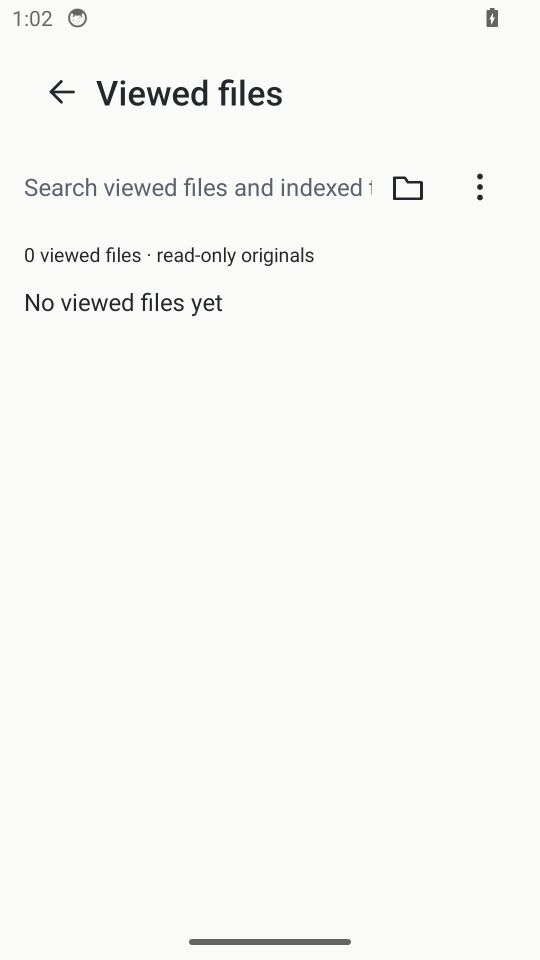 1:02
Viewed files
Search viewed files and indexed
0 viewed files · read-only originals
No viewed files yet